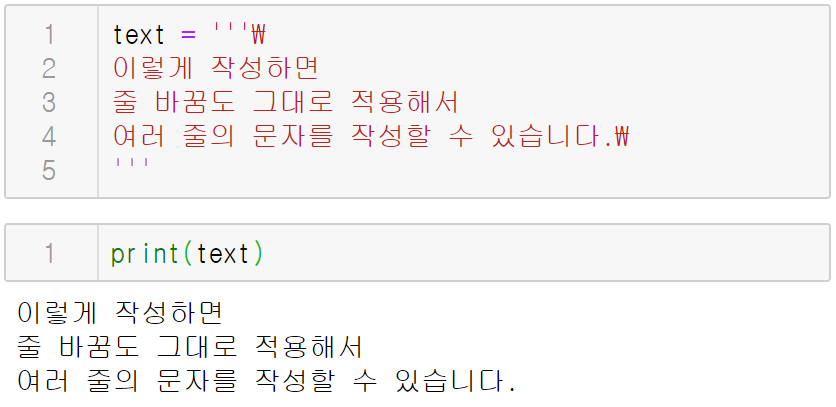 1 text = '''₩
2 이렇게 작성하면
3 줄 바꿈도 그대로 적용해서
4 여러 줄의 문자를 작성할 수 있습니다.₩
5 '''
1 print(text)
이렇게 작성하면
줄 바꿈도 그대로 적용해서
여러 줄의 문자를 작성할 수 있습니다.